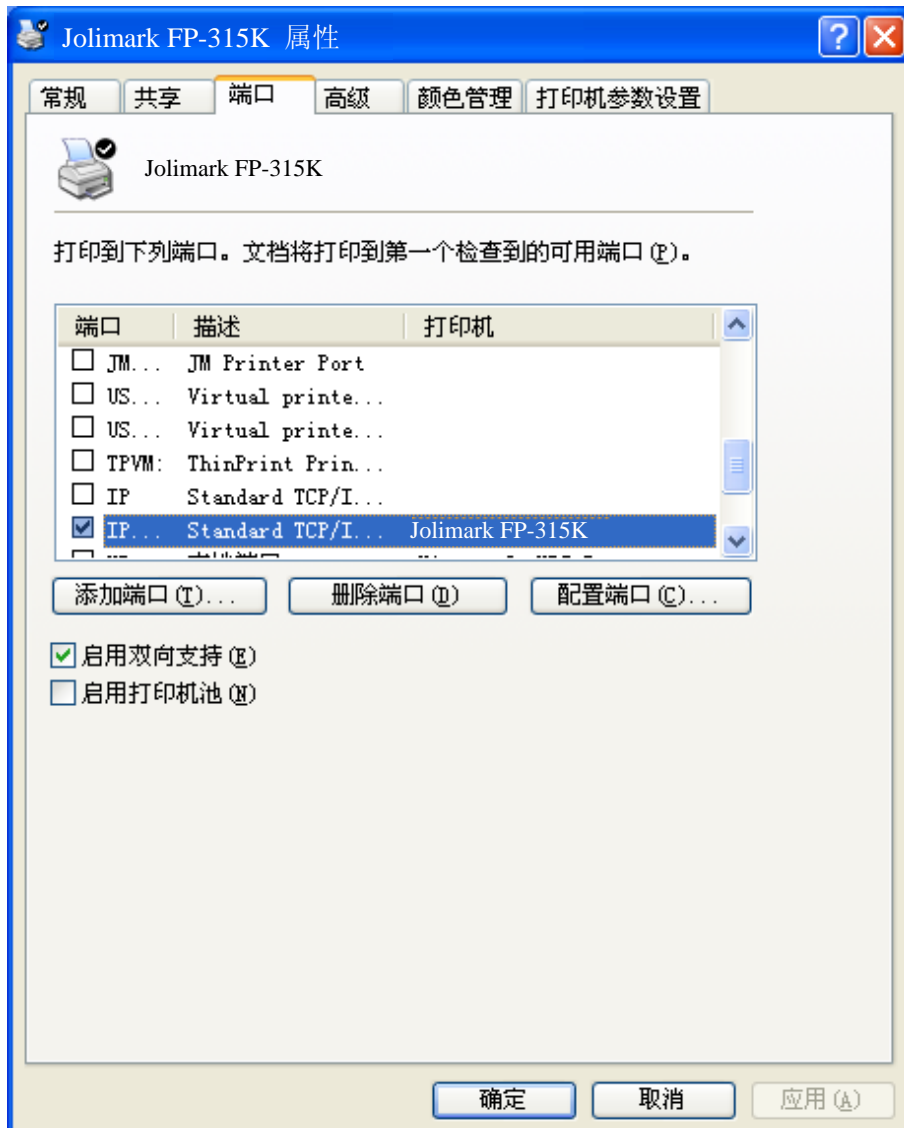 Jolimark FP-315K 属性
常规 共享 端口 高级 颜色管理 打印机参数设置
Jolimark FP-315K
打印到下列端口。文档将打印到第一个检查到的可用端口(P)。
端口 描述 打印机
JM... JM Printer Port
US... Virtual printe...
US... Virtual printe...
TPVM: ThinPrint Prin...
IP Standard TCP/I...
IP... Standard TCP/I... Jolimark FP-315K
添加端口(T)... 删除端口(D) 配置端口(C)...
启用双向支持(E)
启用打印机池(N)
确定 取消 应用(A)